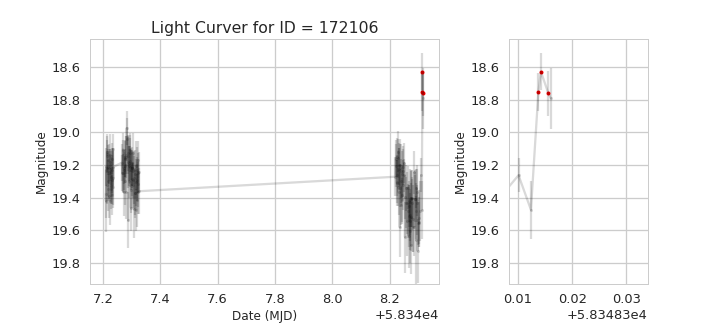 Light Curver for ID = 172106
Magnitude
18.6
18.8
19.0
19.2
19.4
19.6
19.8
7.2 7.4 7.6 7.8 8.0 8.2
Date (MJD)
+5.834e4
Magnitude
18.6
18.8
19.0
19.2
19.4
19.6
19.8
0.01 0.02 0.03
+5.83483e4